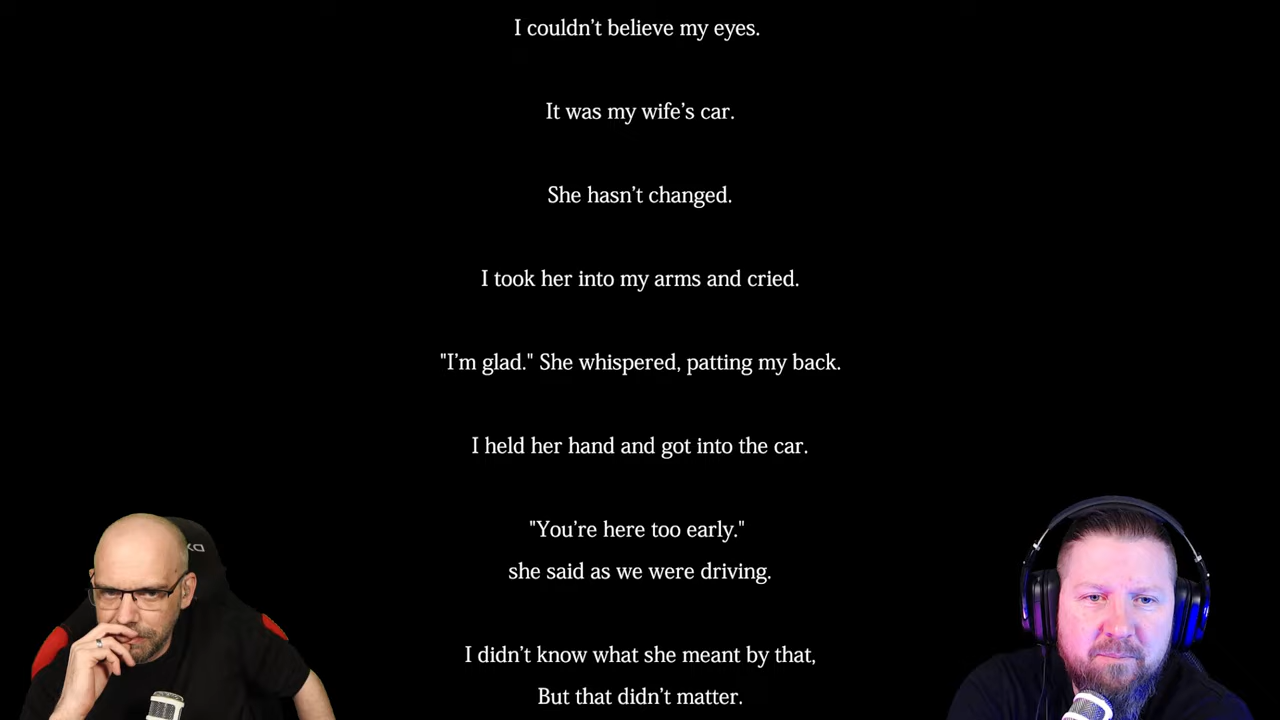 I couldn't believe my eyes.
It was my wife's car.
She hasn't changed.
I took her into my arms and cried.
"I'm glad." She whispered, patting my back.
I held her hand and got into the car.
"You're here too early."
she said as we were driving.
I didn't know what she meant by that,
But that didn't matter.